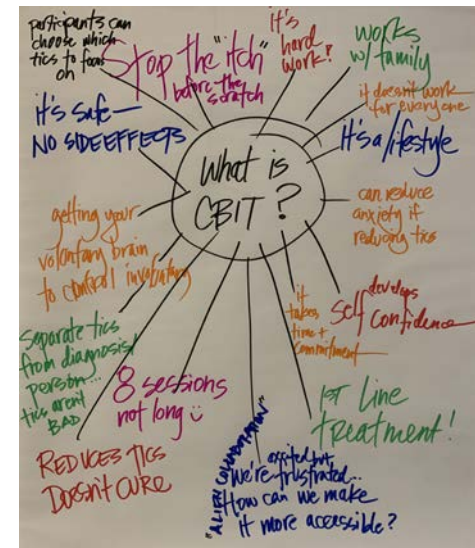 participants can
choose which
tics to focus
on
Stop the "itch"
before the
scratch
it's
hard
work!
works
w/ family
it doesn't work
for everyone
it's a lifestyle
it's safe—
NO SIDE EFFECTS
What is
CBIT?
can reduce
anxiety if
reducing tics
getting your
voluntary brain
to control involuntary
develops
self confidence
it
takes
time +
commitment
Separate tics
from diagnosis/
person...
tics aren't
BAD
8 sessions
not long
1ST Line
treatment!
REDUCES TICS
DOESN'T CURE
excited but
We're frustrated...
How can we make
it more accessible?